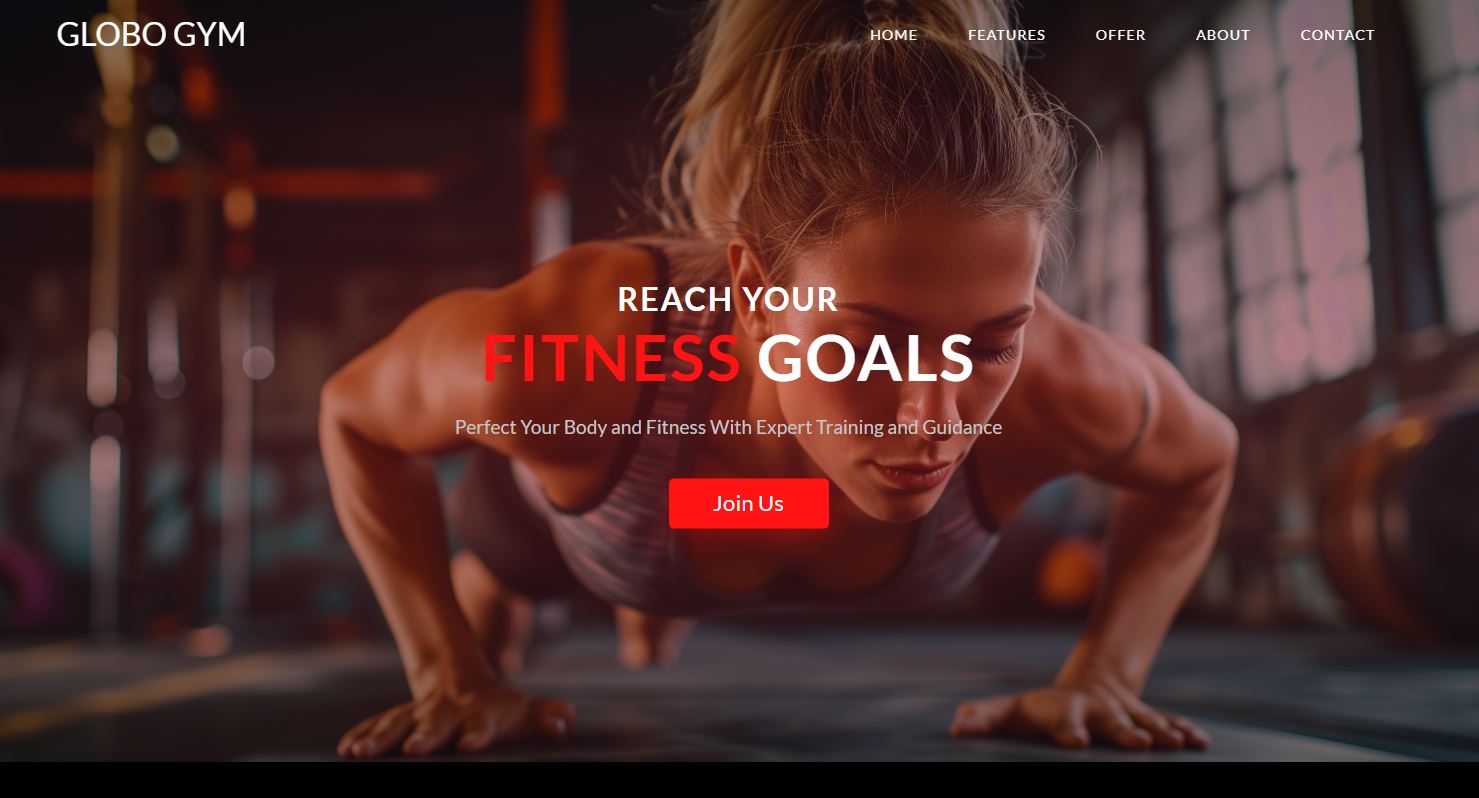 GLOBO GYM
HOME FEATURES OFFER ABOUT CONTACT
REACH YOUR
FITNESS GOALS
Perfect Your Body and Fitness With Expert Training and Guidance
Join Us